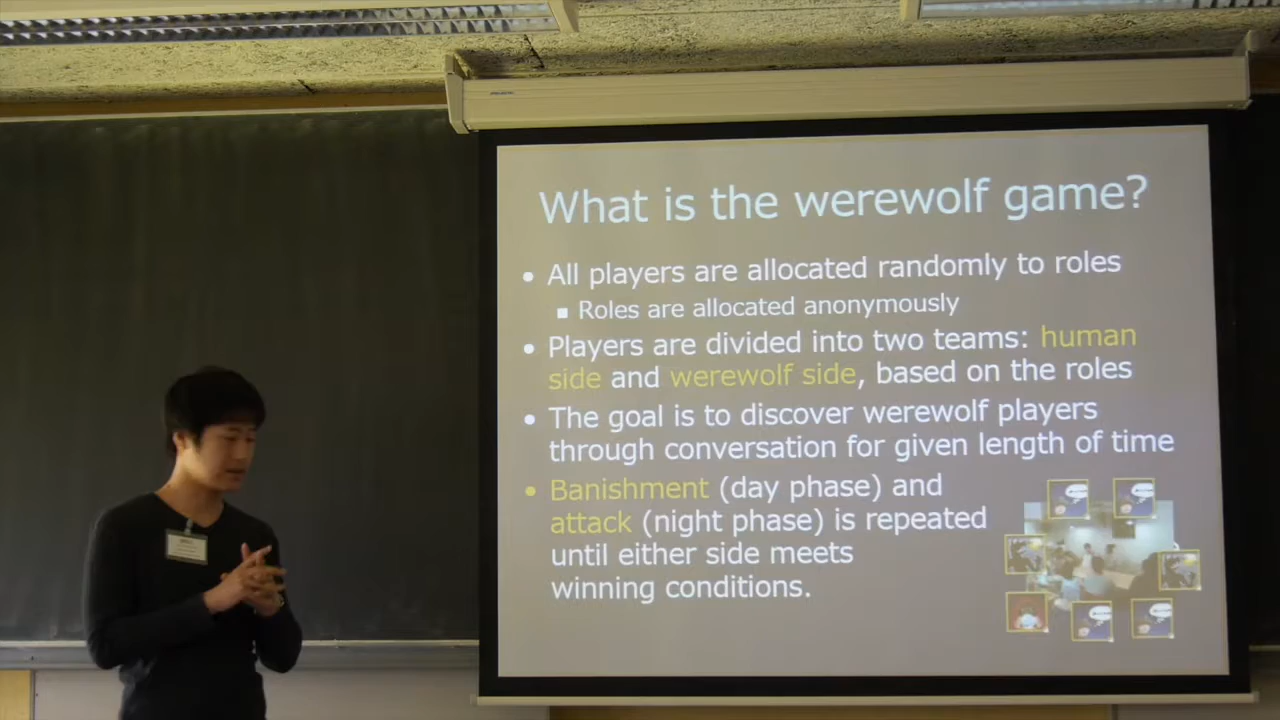 What is the werewolf game?
• All players are allocated randomly to roles
▪ Roles are allocated anonymously
• Players are divided into two teams: human
side and werewolf side, based on the roles
• The goal is to discover werewolf players
through conversation for given length of time
• Banishment (day phase) and
attack (night phase) is repeated
until either side meets
winning conditions.